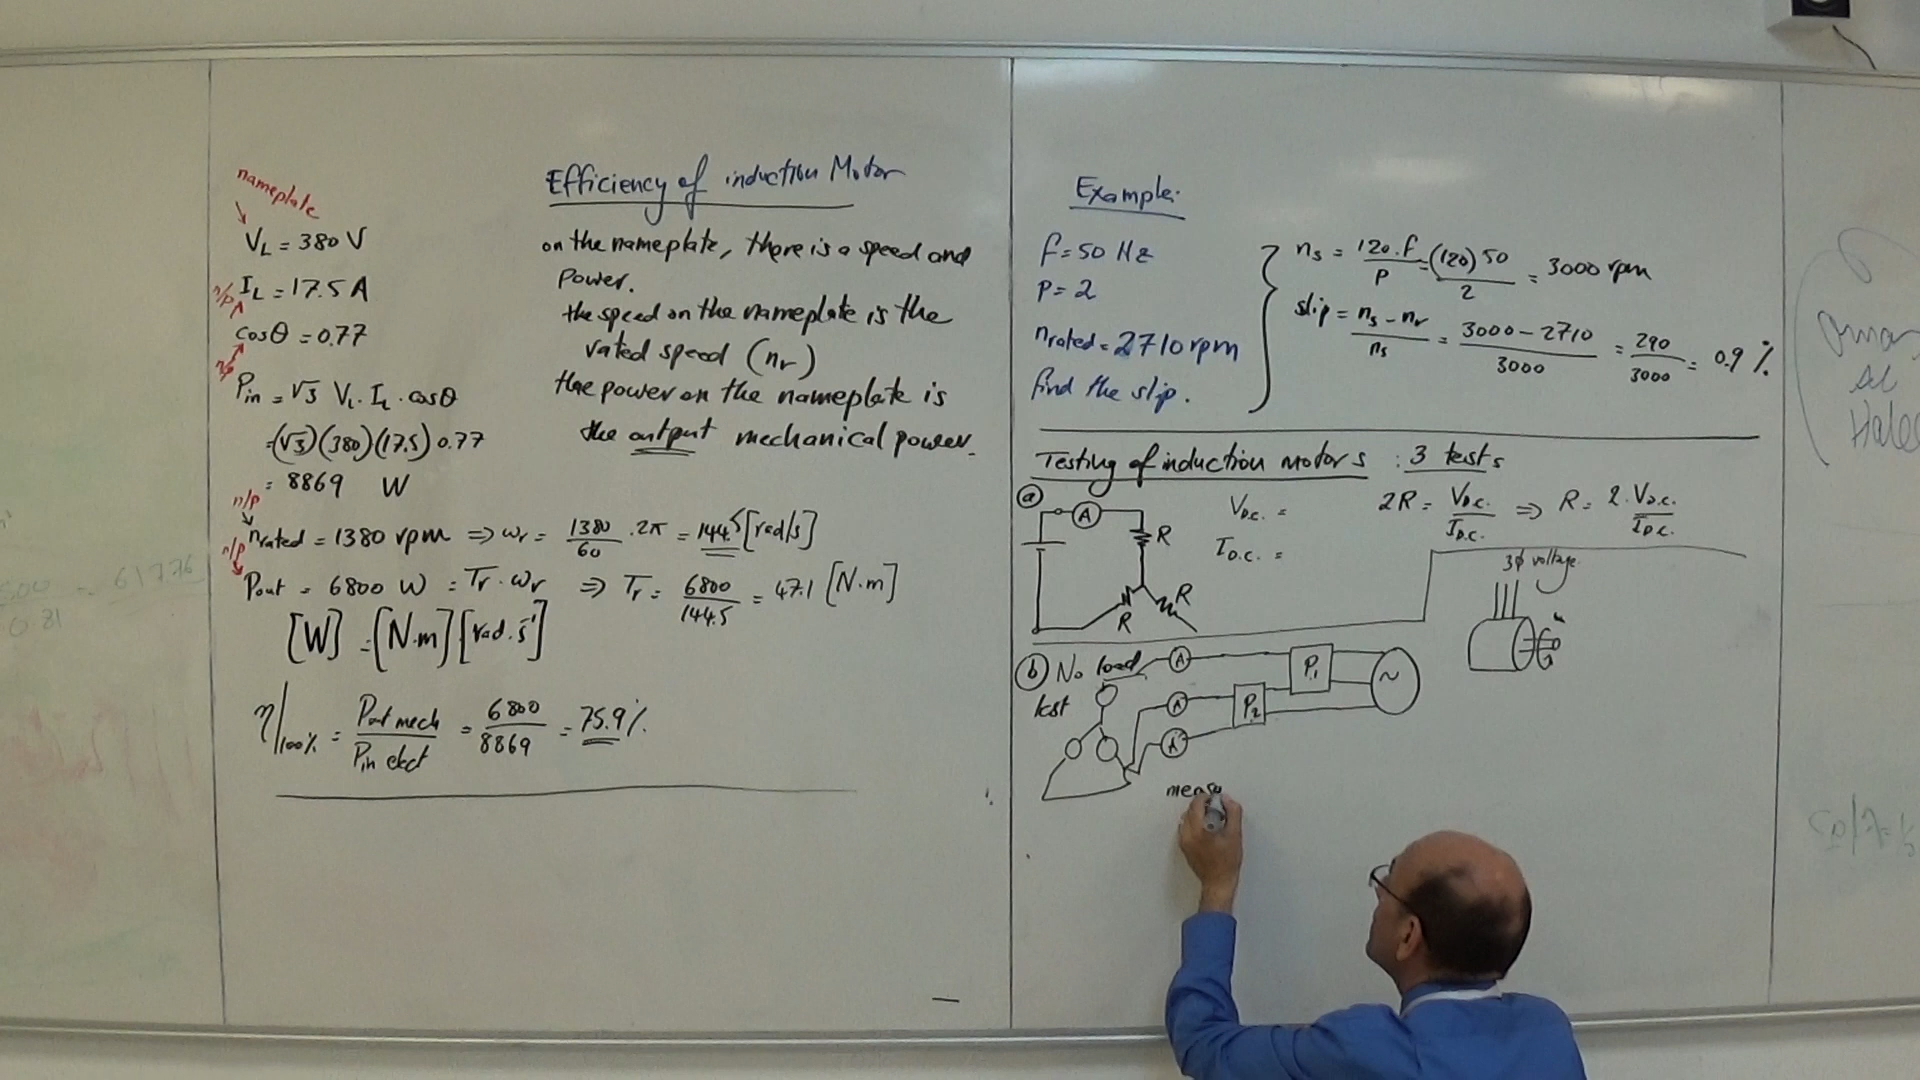 Efficiency of induction Motor
nameplate
V_L = 380 V
n/p I_L = 17.5 A
cosθ = 0.77
n/p
P_in = √3 V_L. I_L . cosθ
=(√3)(380)(17.5) 0.77
= 8869 W
n/p
n_rated = 1380 rpm ⇒ ω_r = 1380/60 . 2π = 144.5 [rad/s]
n/p
P_out = 6800 W = T_r . ω_r ⇒ T_r = 6800/144.5 = 47.1 [N.m]
[W] = [N.m][rad.s⁻¹]
η|100% = P_out mech/P_in elect = 6800/8869 = 75.9%
on the nameplate, there is a speed and
power.
the speed on the nameplate is the
rated speed (n_r)
the power on the nameplate is
the output mechanical power.
Example:
f = 50 Hz
P = 2
n_rated = 2710 rpm
find the slip.
n_s = 120.f/P = (120) 50/2 = 3000 rpm
slip = n_s - n_r/n_s = 3000 - 2710/3000 = 290/3000 = 0.9 %
Testing of induction motors : 3 tests
a
A
R
R
R
V_D.C. =
I_D.C. =
2R = V_D.C./I_D.C. ⇒ R = 2.V_D.C./I_D.C.
3φ voltage
b No load
test
A
A
A
P_1
P_2
~
meas
61776
0.81